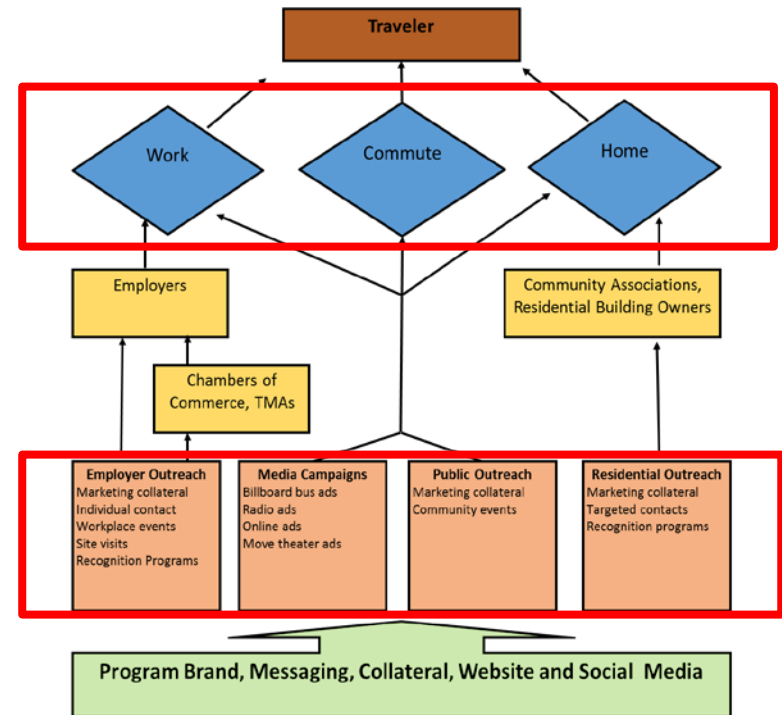 Traveler
Work
Commute
Home
Employers
Community Associations,
Residential Building Owners
Chambers of
Commerce, TMAs
Employer Outreach
Marketing collateral
Individual contact
Workplace events
Site visits
Recognition Programs
Media Campaigns
Billboard bus ads
Radio ads
Online ads
Move theater ads
Public Outreach
Marketing collateral
Community events
Residential Outreach
Marketing collateral
Targeted contacts
Recognition programs
Program Brand, Messaging, Collateral, Website and Social Media